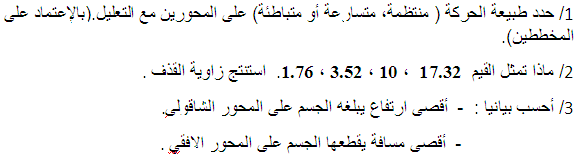 1/ حدد طبيعة الحركة ( منتظمة، متسارعة أو متباطئة) على المحورين مع التعليل.(بالإعتماد على
المخططين).
2/ ماذا تمثل القيم 17.32 ، 10 ، 3.52 ، 1.76. استنتج زاوية القذف .
3/ أحسب بيانيا : - أقصى ارتفاع يبلغه الجسم على المحور الشاقولي.
- أقصى مسافة يقطعها الجسم على المحور الافقي .